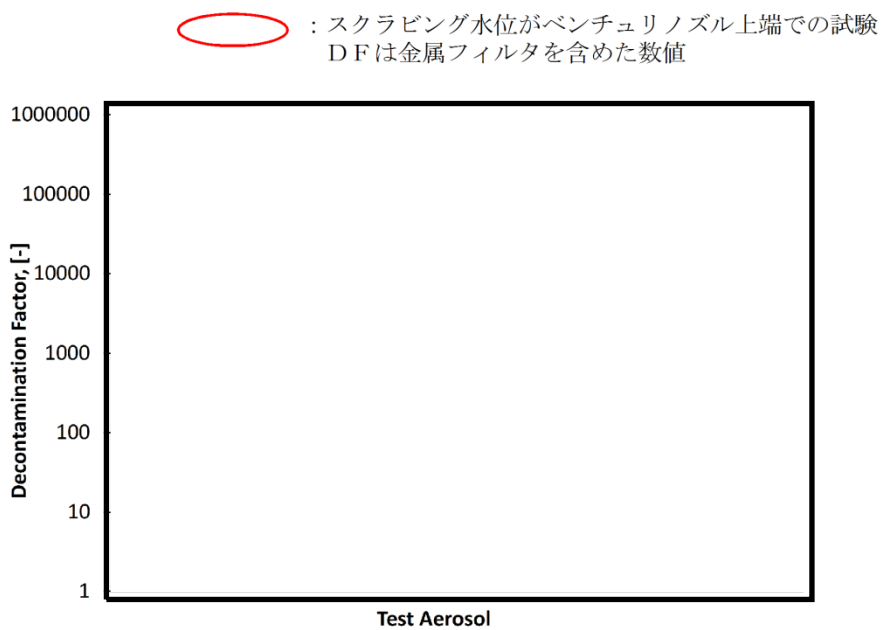 ：スクラビング水位がベンチュリノズル上端での試験
ＤＦは金属フィルタを含めた数値
1000000
100000
10000
1000
100
10
1
Decontamination Factor, [-]
Test Aerosol